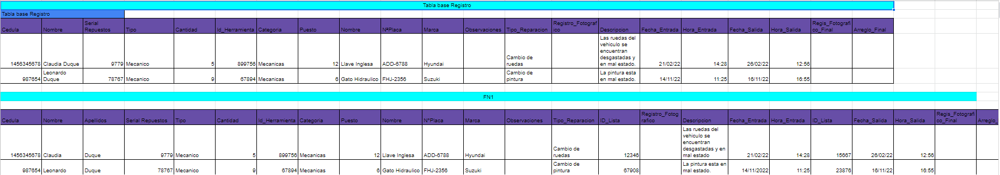 Tabla base Registro
Tabla base Registro
Cedula Nombre Serial Repuestos Tipo Cantidad Id_Herramienta Categoria Puesto Nombre NºPlaca Marca Observaciones Tipo_Reparacion Registro_Fotografico Descripcion Fecha_Entrada Hora_Entrada Fecha_Salida Hora_Salida Regis_Fotografico_Final Arreglo_Final
1456345678 Claudia Duque 9779 Mecanico 5 899756 Mecanicas 12 Llave Inglesa ADD-6788 Hyundai Cambio de ruedas Las ruedas del vehiculo se encuentran desgastadas y en mal estado. 21/02/22 14:28 26/02/22 12:56
987654 Leonardo Duque 78767 Mecanico 9 67894 Mecanicas 6 Gato Hidraulico FHJ-2356 Suzuki Cambio de pintura La pintura esta en mal estado. 14/11/22 11:25 16/11/22 16:55
FN1
Cedula Nombre Apellidos Serial Repuestos Tipo Cantidad Id_Herramienta Categoria Puesto Nombre N°Placa Marca Observaciones Tipo_Reparacion ID_Lista Registro_Fotografico Descripcion Fecha_Entrada Hora_Entrada ID_Lista Fecha_Salida Hora_Salida Regis_Fotografico_Final Arreglo_
1456345678 Claudia Duque 9779 Mecanico 5 899756 Mecanicas 12 Llave Inglesa ADD-6788 Hyundai Cambio de ruedas 12346 Las ruedas del vehiculo se encuentran desgastadas y en mal estado 21/02/22 14:28 15667 26/02/22 12:56
987654 Leonardo Duque 78767 Mecanico 9 67894 Mecanicas 6 Gato Hidraulico FHJ-2356 Suzuki Cambio de pintura 67908 La pintura esta en mal estado. 14/11/2022 11:25 23876 16/11/22 16:55